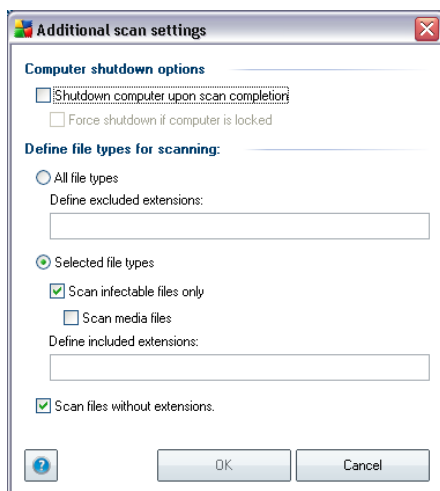 Additional scan settings
Computer shutdown options
Shutdown computer upon scan completion
Force shutdown if computer is locked
Define file types for scanning:
All file types
Define excluded extensions:
Selected file types
Scan infectable files only
Scan media files
Define included extensions:
Scan files without extensions.
?
OK
Cancel